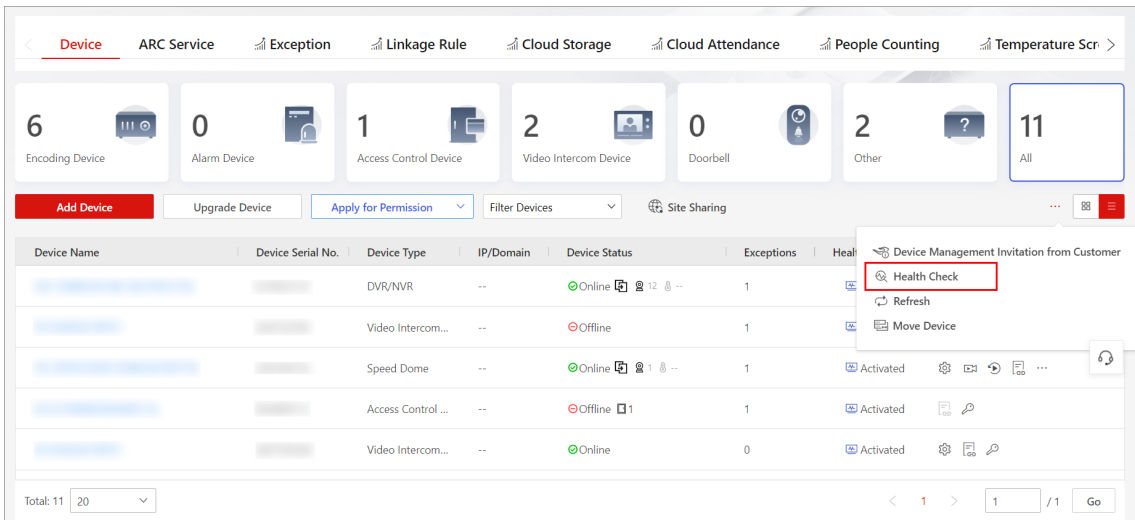 Device ARC Service Exception Linkage Rule Cloud Storage Cloud Attendance People Counting Temperature Scr
6 0 1 2 0 2 11
Encoding Device Alarm Device Access Control Device Video Intercom Device Doorbell Other All
Add Device Upgrade Device Apply for Permission Filter Devices Site Sharing ...
Device Name Device Serial No. Device Type IP/Domain Device Status Exceptions Heal
Device Management Invitation from Customer
Health Check
Refresh
Move Device
DVR/NVR -- Online 12 -- 1
Video Intercom... -- Offline 1
Speed Dome -- Online 1 -- 1 Activated ...
Access Control ... -- Offline 1 1 Activated
Video Intercom... -- Online 0 Activated
Total: 11 20 < 1 > 1 / 1 Go